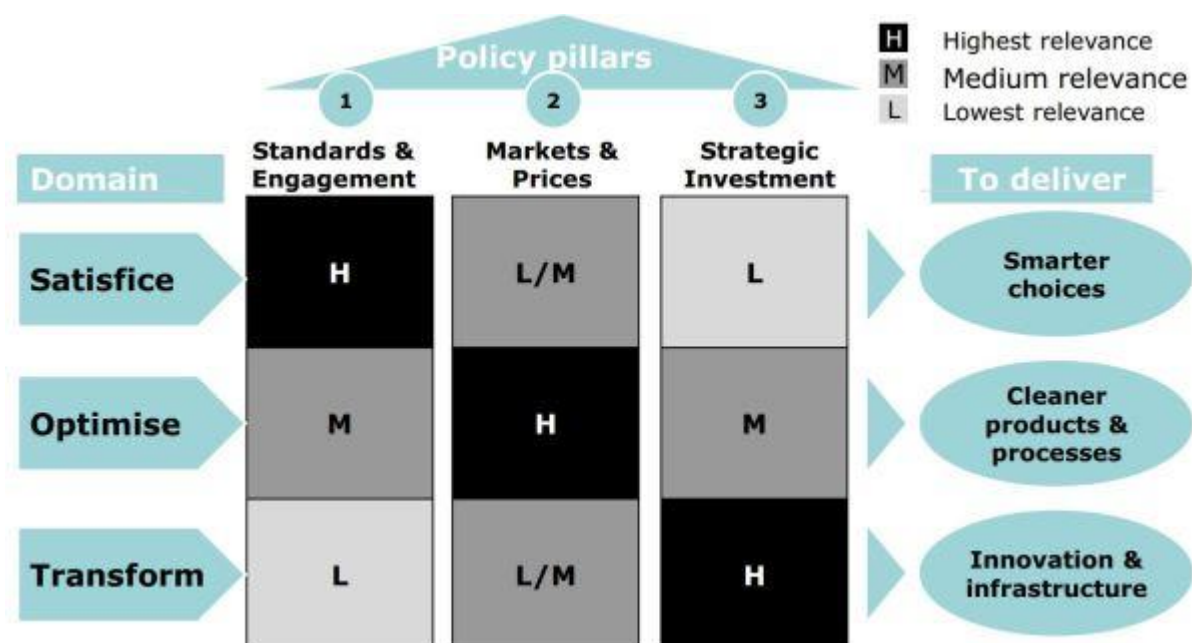 Policy pillars
H Highest relevance
M Medium relevance
L Lowest relevance
1 2 3
Domain
Standards &
Engagement
Markets &
Prices
Strategic
Investment
To deliver
Satisfice
H
L/M
L
Smarter
choices
Optimise
M
H
M
Cleaner
products &
processes
Transform
L
L/M
H
Innovation &
infrastructure